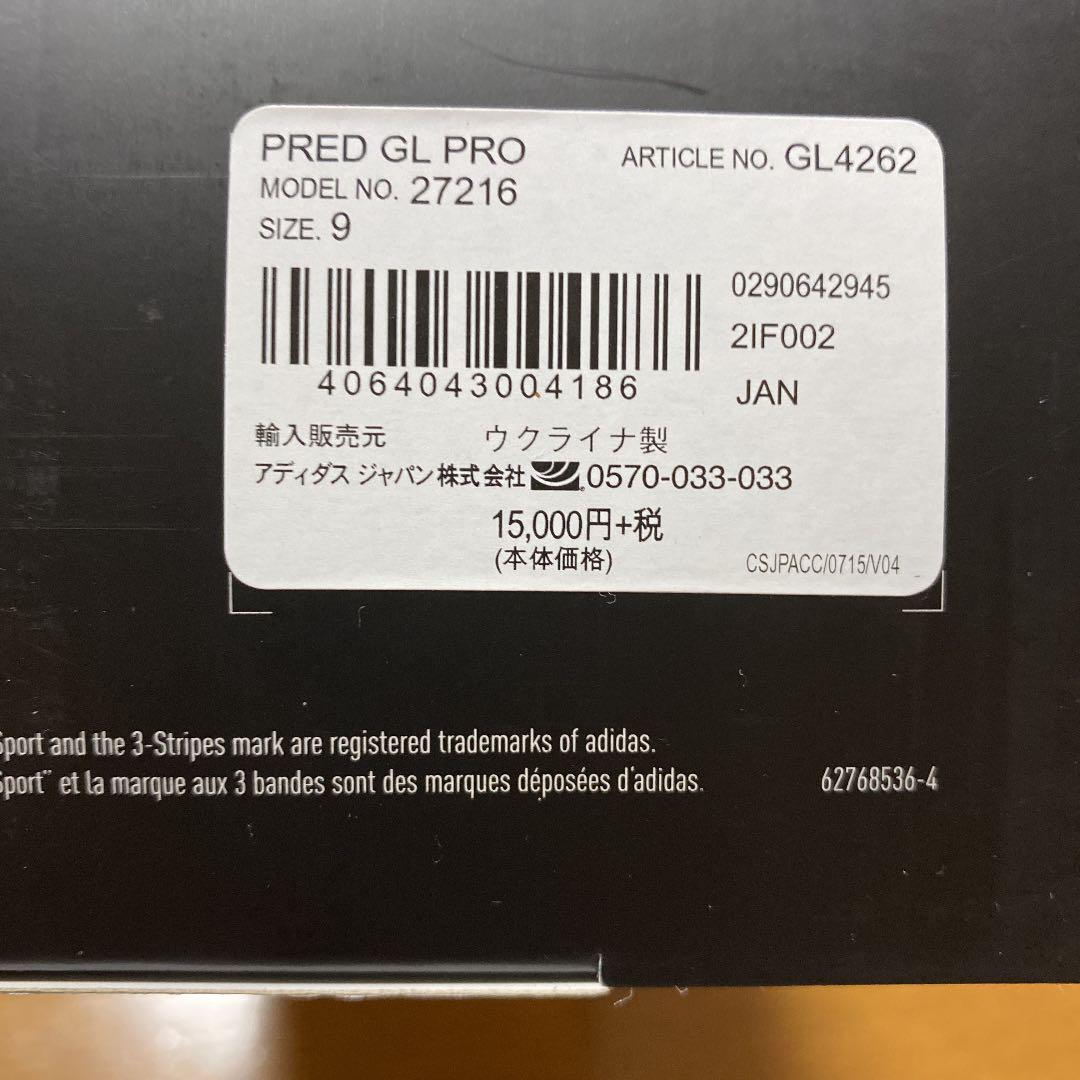 PRED GL PRO
ARTICLE NO. GL4262
MODEL NO. 27216
SIZE. 9
0290642945
2IF002
4064043004186
JAN
輸入販売元 ウクライナ製
アディダス ジャパン株式会社 0570-033-033
15,000円+税
(本体価格)
CSJPACC/0715/V04
Sport and the 3-Stripes mark are registered trademarks of adidas.
Sport" et la marque aux 3 bandes sont des marques déposées d'adidas.
62768536-4